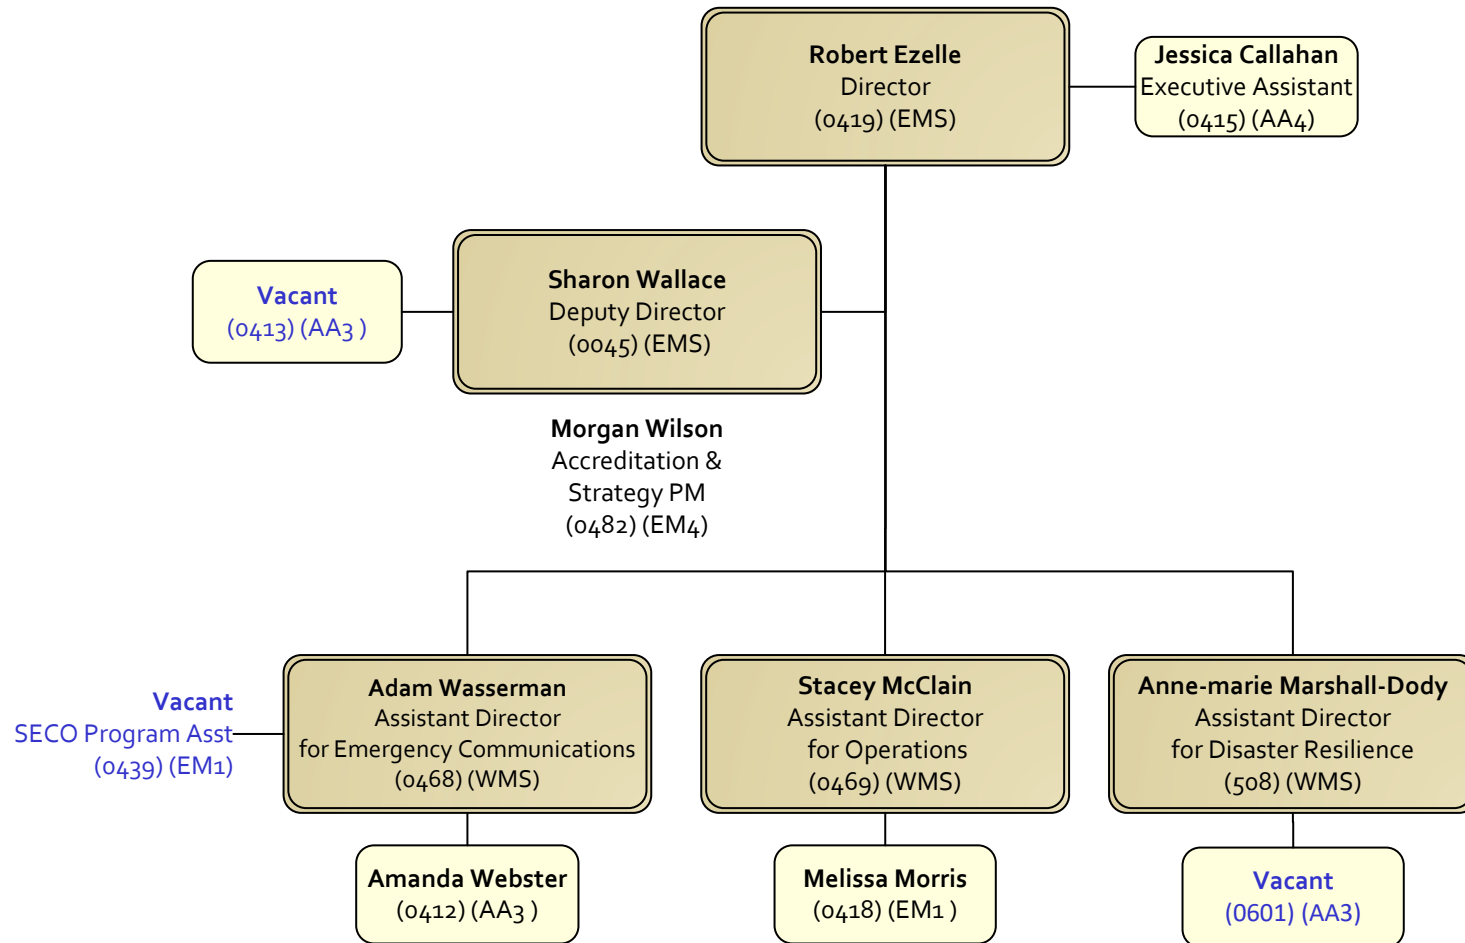 Robert Ezelle
Director
(0419) (EMS)
Jessica Callahan
Executive Assistant
(0415) (AA4)
Vacant
(0413) (AA3 )
Sharon Wallace
Deputy Director
(0045) (EMS)
Morgan Wilson
Accreditation &
Strategy PM
(0482) (EM4)
Vacant
SECO Program Asst
(0439) (EM1)
Adam Wasserman
Assistant Director
for Emergency Communications
(0468) (WMS)
Stacey McClain
Assistant Director
for Operations
(0469) (WMS)
Anne-marie Marshall-Dody
Assistant Director
for Disaster Resilience
(508) (WMS)
Amanda Webster
(0412) (AA3 )
Melissa Morris
(0418) (EM1 )
Vacant
(0601) (AA3)